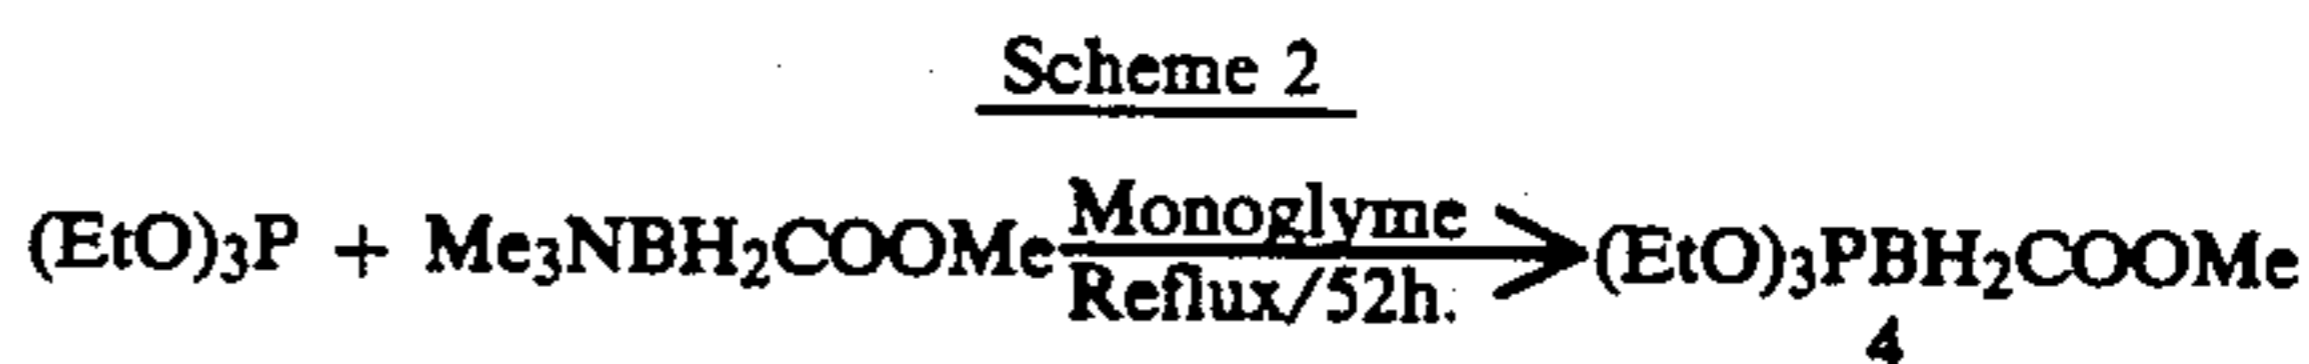 Scheme 2
(EtO)₃P + Me₃NBH₂COOMe Monoglyme (EtO)₃PBH₂COOMe
Reflux/52h.
4